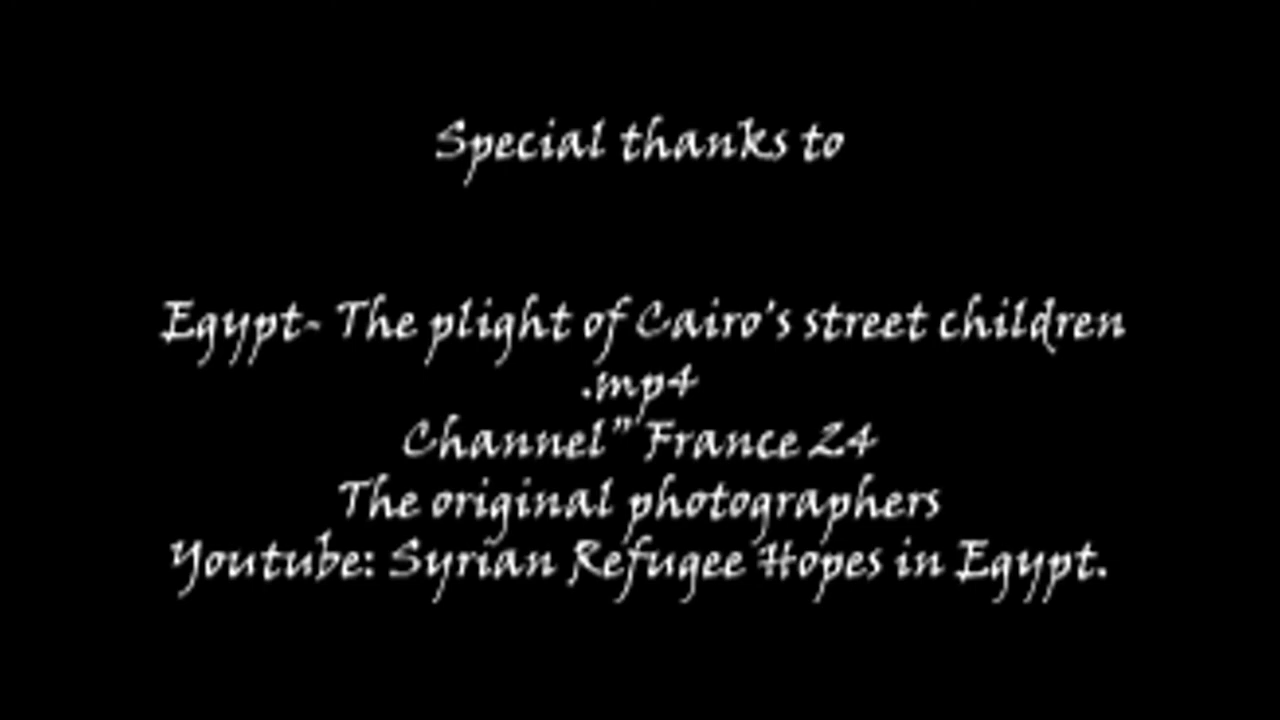 Special thanks to
Egypt- The plight of Cairo's street children
.mp4
Channel" France 24
The original photographers
Youtube: Syrian Refugee Hopes in Egypt.